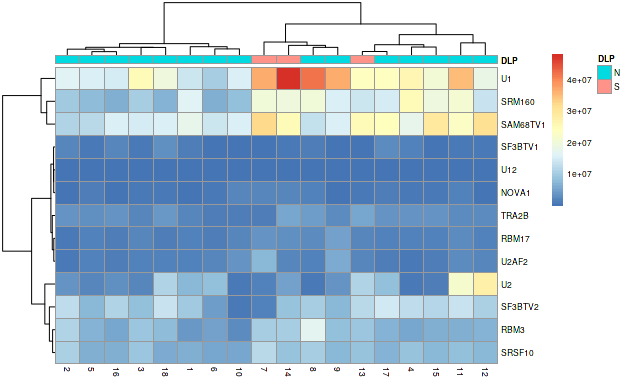 DLP
U1
SRM160
SAM68TV1
SF3BTV1
U12
NOVA1
TRA2B
RBM17
U2AF2
U2
SF3BTV2
RBM3
SRSF10
2 5 16 3 18 1 6 10 7 14 8 9 13 17 4 15 11 12
4e+07
3e+07
2e+07
1e+07
DLP
N
S